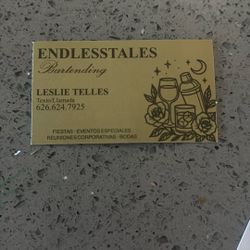 ENDLESSTALES
Bartending
LESLIE TELLES
Texto/Llamada
626.624.7925
FIESTAS • EVENTOS ESPECIALES
REUNIONES CORPORATIVAS • BODAS